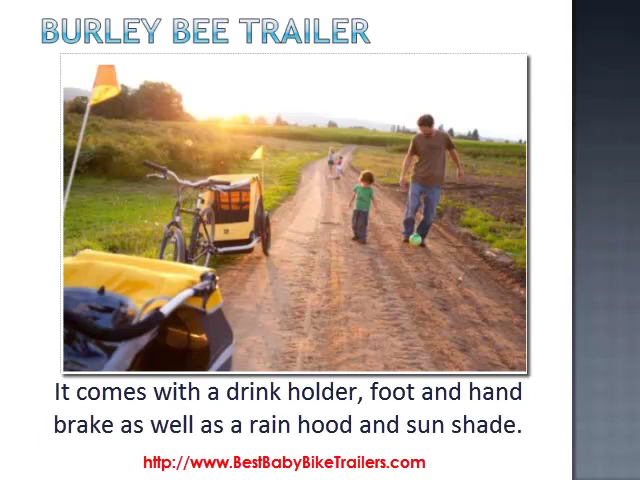 BURLEY BEE TRAILER
It comes with a drink holder, foot and hand
brake as well as a rain hood and sun shade.
http://www.BestBabyBikeTrailers.com